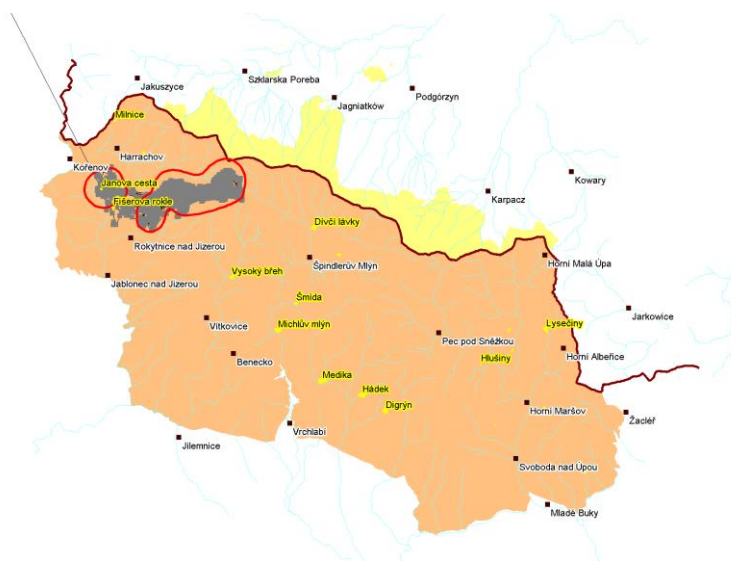 Szklarska Poreba
Jakuszyce
Podgórzyn
Jagniatków
Milnice
Harrachov
Kořenov
Kowary
Janova cesta
Karpacz
Fišerova rokle
Dívčí lávky
Rokytnice nad Jizerou
Špindlerův Mlýn
Horní Malá Úpa
Vysoký břeh
Jablonec nad Jizerou
Šmída
Jarkowice
Vítkovice
Michlův mlýn
Lysečiny
Pec pod Sněžkou
Horní Albeřice
Benecko
Hlušiny
Medika
Hádek
Horní Maršov
Digrýn
Žacléř
Vrchlabí
Jilemnice
Svoboda nad Úpou
Mladé Buky